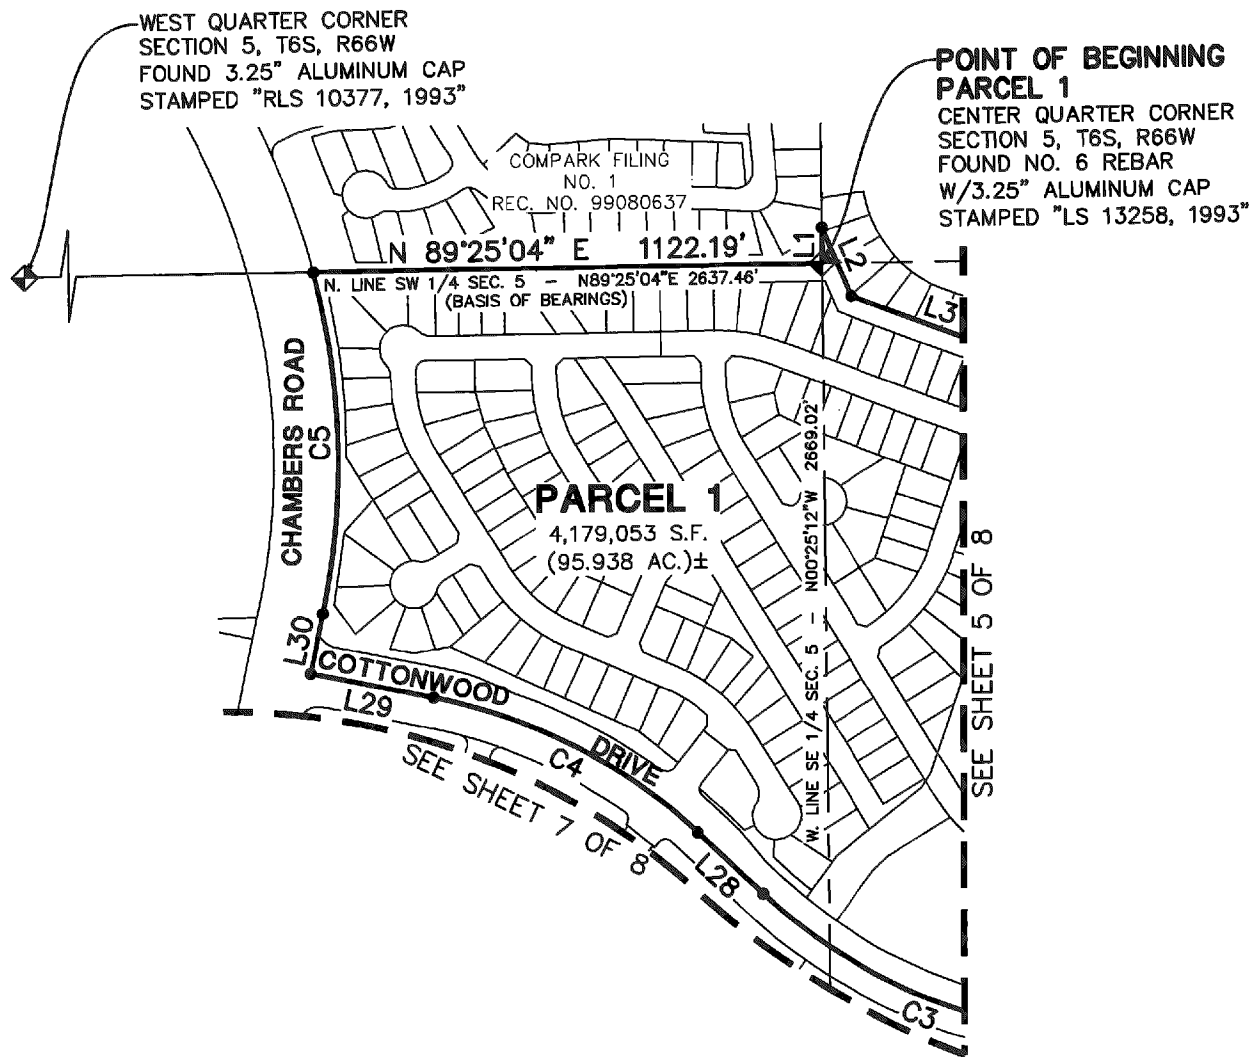 WEST QUARTER CORNER
SECTION 5, T6S, R66W
FOUND 3.25" ALUMINUM CAP
STAMPED "RLS 10377, 1993"
POINT OF BEGINNING
PARCEL 1
CENTER QUARTER CORNER
SECTION 5, T6S, R66W
FOUND NO. 6 REBAR
W/3.25" ALUMINUM CAP
STAMPED "LS 13258, 1993"
COMPARK FILING
NO. 1
REC. NO. 99080637
N 89°25'04" E 1122.19'
L1
L2
L3
N. LINE SW 1/4 SEC. 5 – N89°25'04"E 2637.46'
(BASIS OF BEARINGS)
CHAMBERS ROAD
C5
PARCEL 1
4,179,053 S.F.
(95.938 AC.)±
W. LINE SE 1/4 SEC. 5 – N00°25'12"W 2669.02'
SEE SHEET 5 OF 8
L30
COTTONWOOD
DRIVE
L29
C4
SEE SHEET 7 OF 8
L28
C3